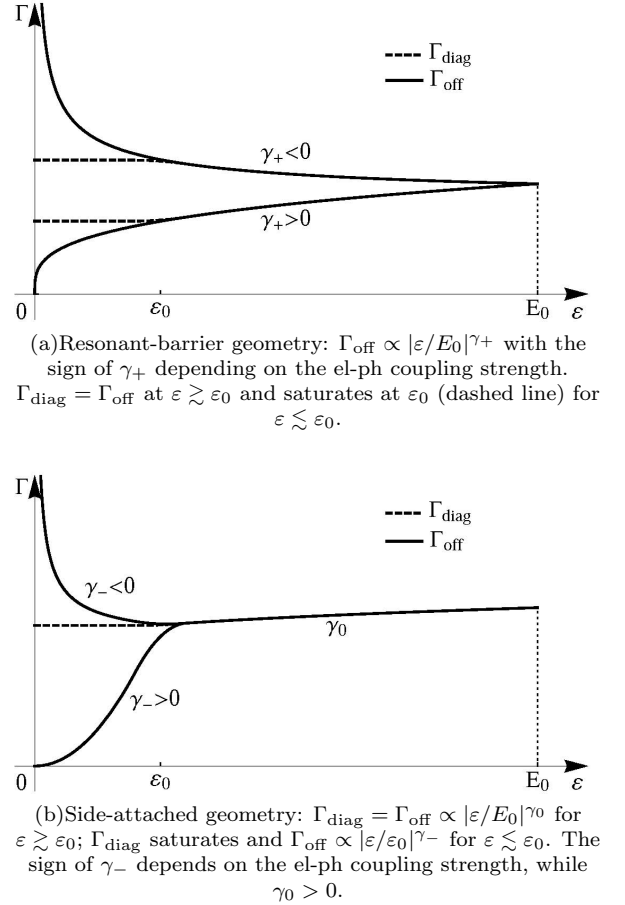 Γ
Γdiag
Γoff
γ+<0
γ+>0
0
ε0
E0
ε
(a)Resonant-barrier geometry: Γoff ∝ |ε/E0|^γ+ with the
sign of γ+ depending on the el-ph coupling strength.
Γdiag = Γoff at ε ≳ ε0 and saturates at ε0 (dashed line) for
ε ≲ ε0.
Γ
Γdiag
Γoff
γ−<0
γ0
γ−>0
0
ε0
E0
ε
(b)Side-attached geometry: Γdiag = Γoff ∝ |ε/E0|^γ0 for
ε ≳ ε0; Γdiag saturates and Γoff ∝ |ε/ε0|^γ− for ε ≲ ε0. The
sign of γ− depends on the el-ph coupling strength, while
γ0 > 0.